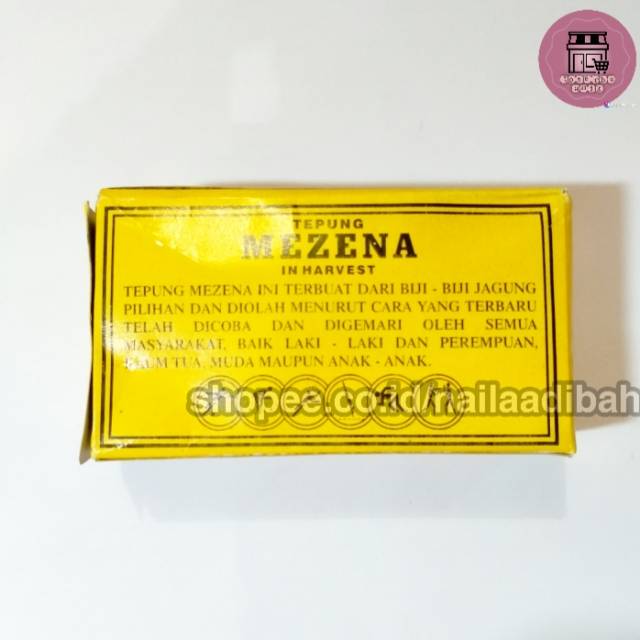 TEPUNG
MEZENA
IN HARVEST
TEPUNG MEZENA INI TERBUAT DARI BIJI - BIJI JAGUNG
PILIHAN DAN DIOLAH MENURUT CARA YANG TERBARU
TELAH DICOBA DAN DIGEMARI OLEH SEMUA
MASYARAKAT, BAIK LAKI - LAKI DAN PEREMPUAN,
KAUM TUA, MUDA MAUPUN ANAK - ANAK.
shopee.co.id/nailaadibah